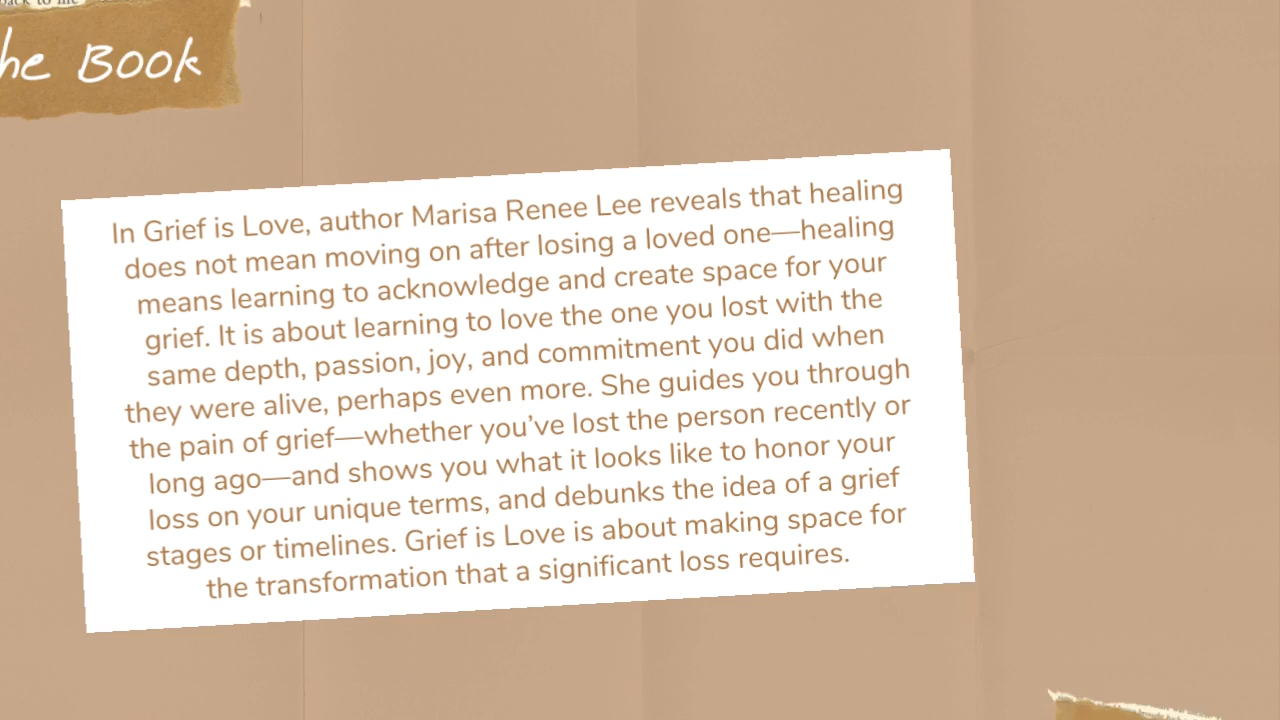 he Book
In Grief is Love, author Marisa Renee Lee reveals that healing
does not mean moving on after losing a loved one—healing
means learning to acknowledge and create space for your
grief. It is about learning to love the one you lost with the
same depth, passion, joy, and commitment you did when
they were alive, perhaps even more. She guides you through
the pain of grief—whether you’ve lost the person recently or
long ago—and shows you what it looks like to honor your
loss on your unique terms, and debunks the idea of a grief
stages or timelines. Grief is Love is about making space for
the transformation that a significant loss requires.